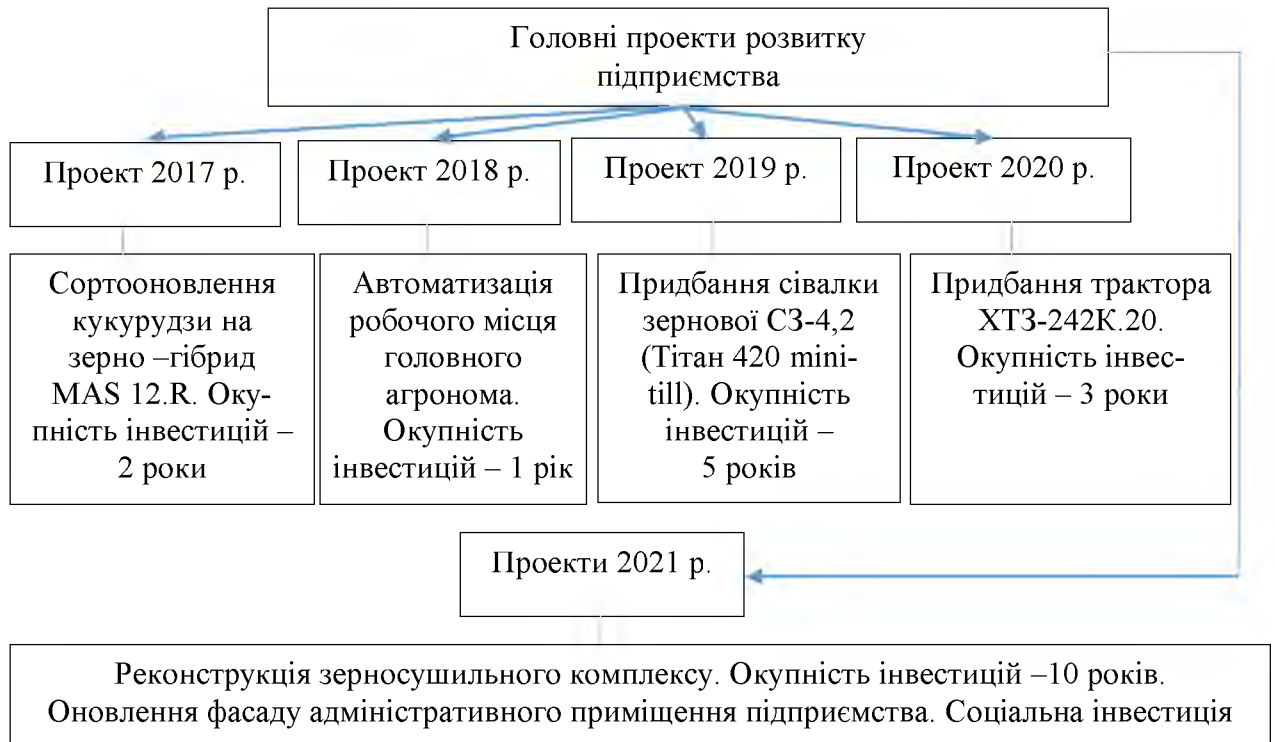 Головні проекти розвитку
підприємства
Проект 2017 р.
Проект 2018 р.
Проект 2019 р.
Проект 2020 р.
Сортооновлення
кукурудзи на
зерно –гібрид
MAS 12.R. Оку-
пність інвестицій –
2 роки
Автоматизація
робочого місця
головного
агронома.
Окупність
інвестицій – 1 рік
Придбання сівалки
зернової СЗ-4,2
(Тітан 420 mini-
till). Окупність
інвестицій –
5 років
Придбання трактора
ХТЗ-242К.20.
Окупність інвес-
тицій – 3 роки
Проекти 2021 р.
Реконструкція зерносушильного комплексу. Окупність інвестицій –10 років.
Оновлення фасаду адміністративного приміщення підприємства. Соціальна інвестиція